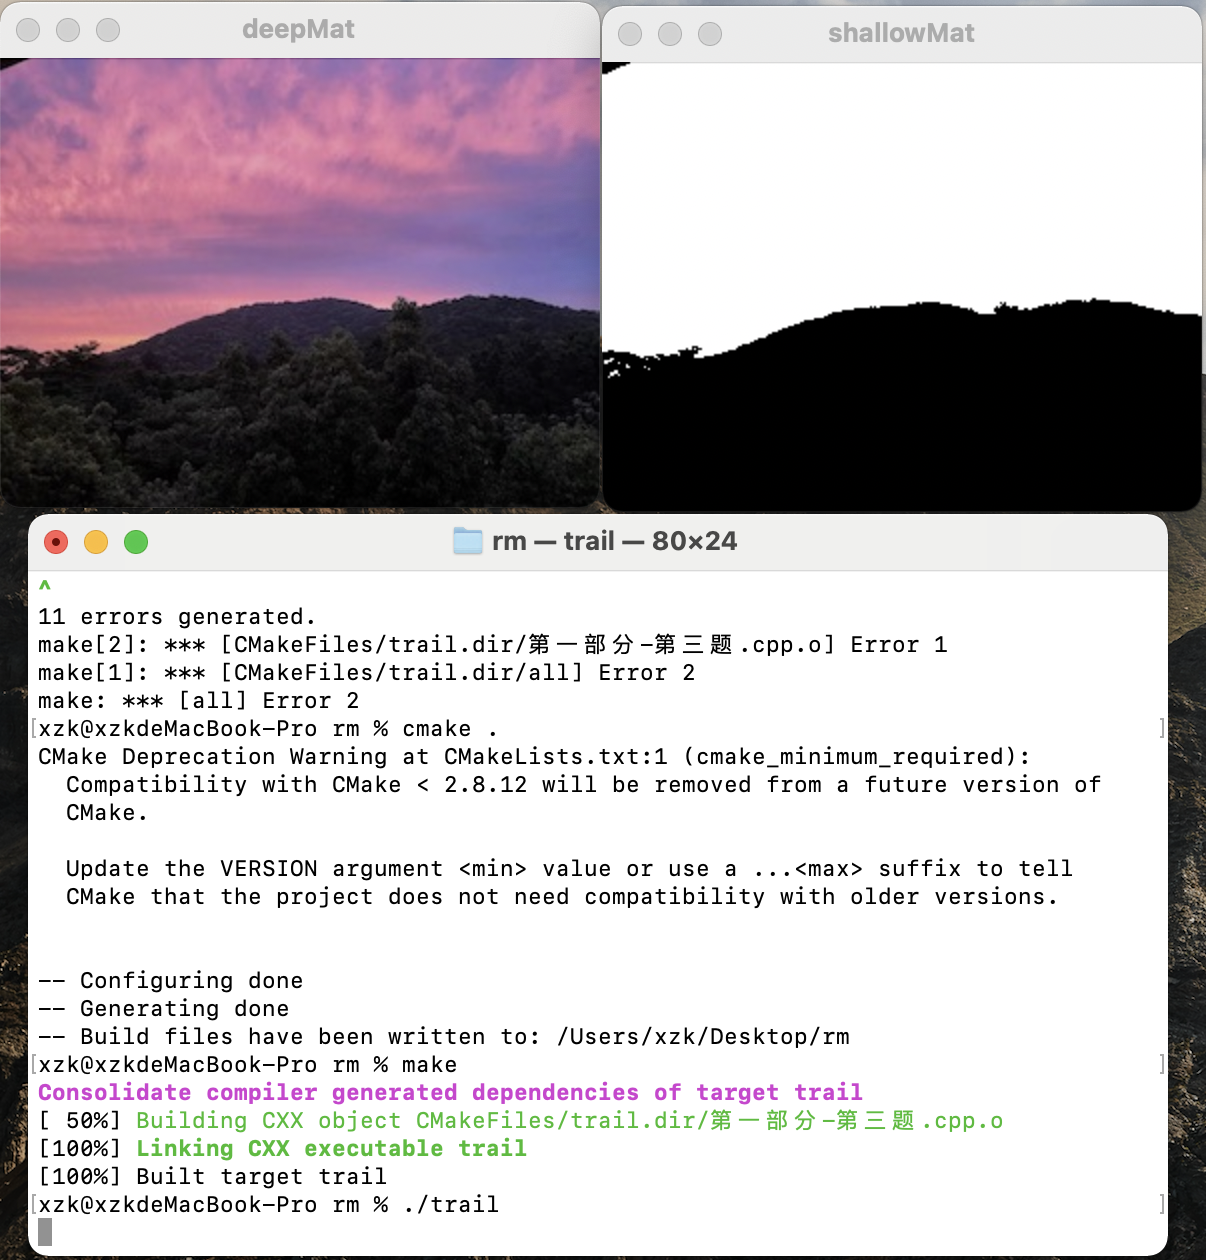 deepMat
shallowMat
rm — trail — 80×24
^
11 errors generated.
make[2]: *** [CMakeFiles/trail.dir/第一部分-第三题.cpp.o] Error 1
make[1]: *** [CMakeFiles/trail.dir/all] Error 2
make: *** [all] Error 2
[xzk@xzkdeMacBook-Pro rm % cmake . ]
CMake Deprecation Warning at CMakeLists.txt:1 (cmake_minimum_required):
  Compatibility with CMake < 2.8.12 will be removed from a future version of
  CMake.
  Update the VERSION argument <min> value or use a ...<max> suffix to tell
  CMake that the project does not need compatibility with older versions.
-- Configuring done
-- Generating done
-- Build files have been written to: /Users/xzk/Desktop/rm
[xzk@xzkdeMacBook-Pro rm % make ]
Consolidate compiler generated dependencies of target trail
[ 50%] Building CXX object CMakeFiles/trail.dir/第一部分-第三题.cpp.o
[100%] Linking CXX executable trail
[100%] Built target trail
[xzk@xzkdeMacBook-Pro rm % ./trail ]